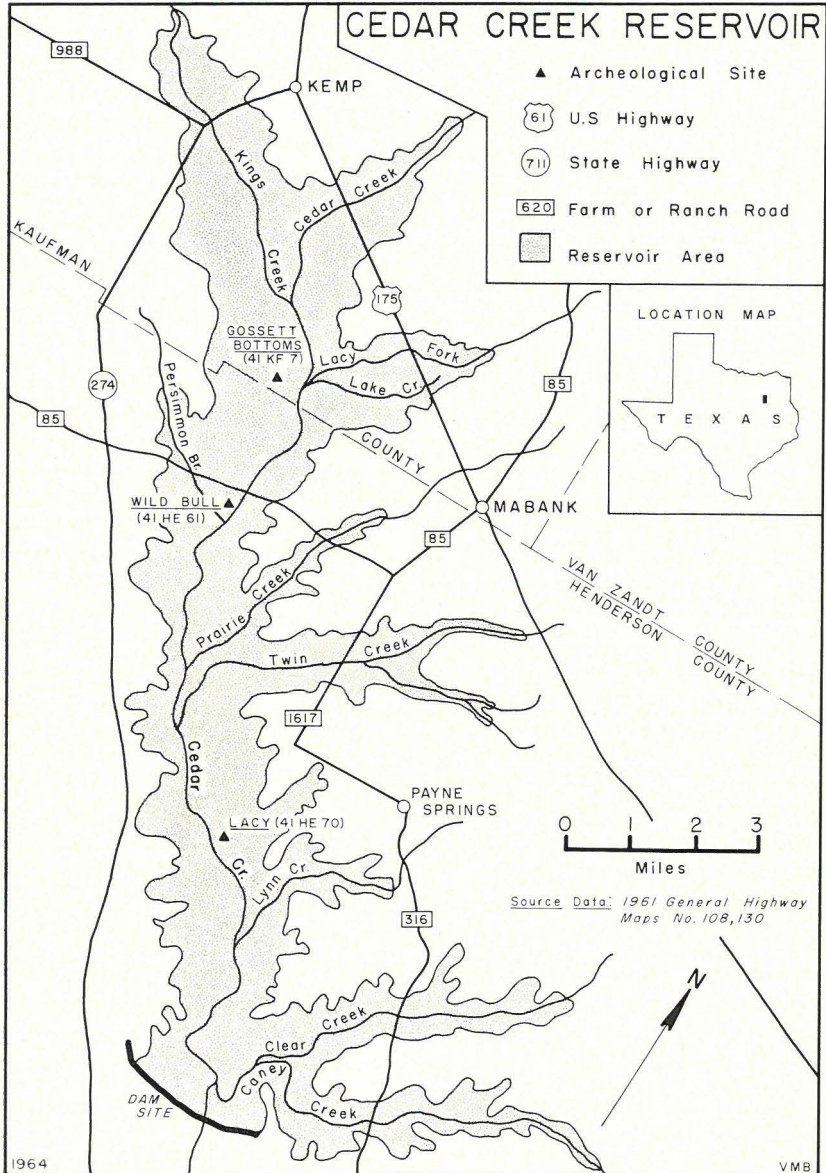 CEDAR CREEK RESERVOIR
▲ Archeological Site
61 U.S Highway
711 State Highway
620 Farm or Ranch Road
Reservoir Area
988
KEMP
Kings
Creek
Cedar Creek
KAUFMAN
COUNTY
175
GOSSETT
BOTTOMS
(41 KF 7)
Lacy Fork
Lake Cr.
LOCATION MAP
TEXAS
274
85
Persimmon Br.
85
WILD BULL
(41 HE 61)
MABANK
85
Prairie Creek
VAN ZANDT COUNTY
HENDERSON COUNTY
Twin Creek
1617
Cedar
Cr.
PAYNE
SPRINGS
LACY (41 HE 70)
Lynn Cr.
0 1 2 3
Miles
Source Data: 1961 General Highway
Maps No. 108,130
316
N
Clear Creek
Caney
Creek
DAM
SITE
1964
VMB